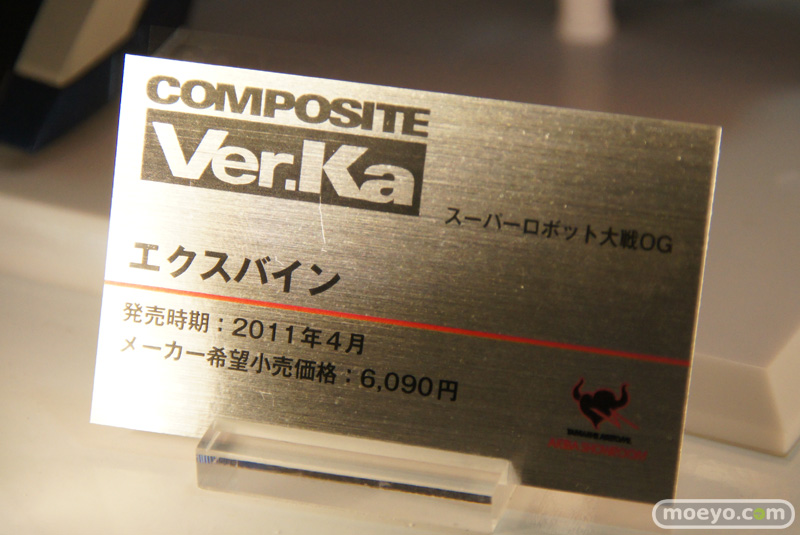 COMPOSITE
Ver.Ka
スーパーロボット大戦OG
エクスバイン
発売時期：2011年4月
メーカー希望小売価格：6,090円
moeyo.com